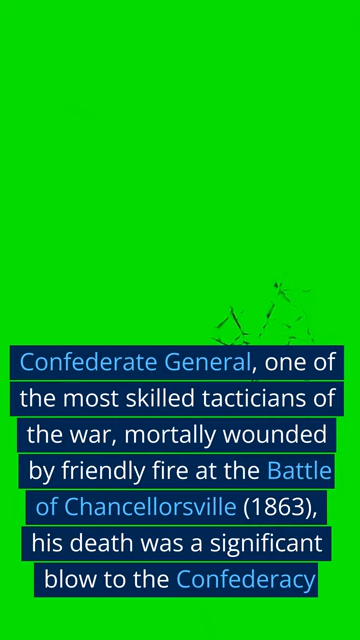 Confederate General, one of
the most skilled tacticians of
the war, mortally wounded
by friendly fire at the Battle
of Chancellorsville (1863),
his death was a significant
blow to the Confederacy